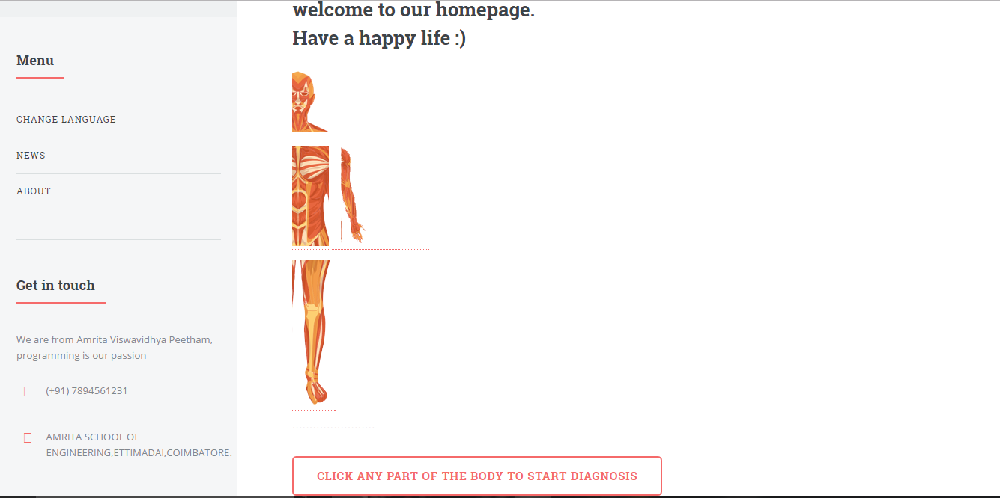 welcome to our homepage.
Have a happy life :)
Menu
CHANGE LANGUAGE
NEWS
ABOUT
Get in touch
We are from Amrita Viswavidhya Peetham,
programming is our passion
(+91) 7894561231
AMRITA SCHOOL OF
ENGINEERING,ETTIMADAI,COIMBATORE.
CLICK ANY PART OF THE BODY TO START DIAGNOSIS